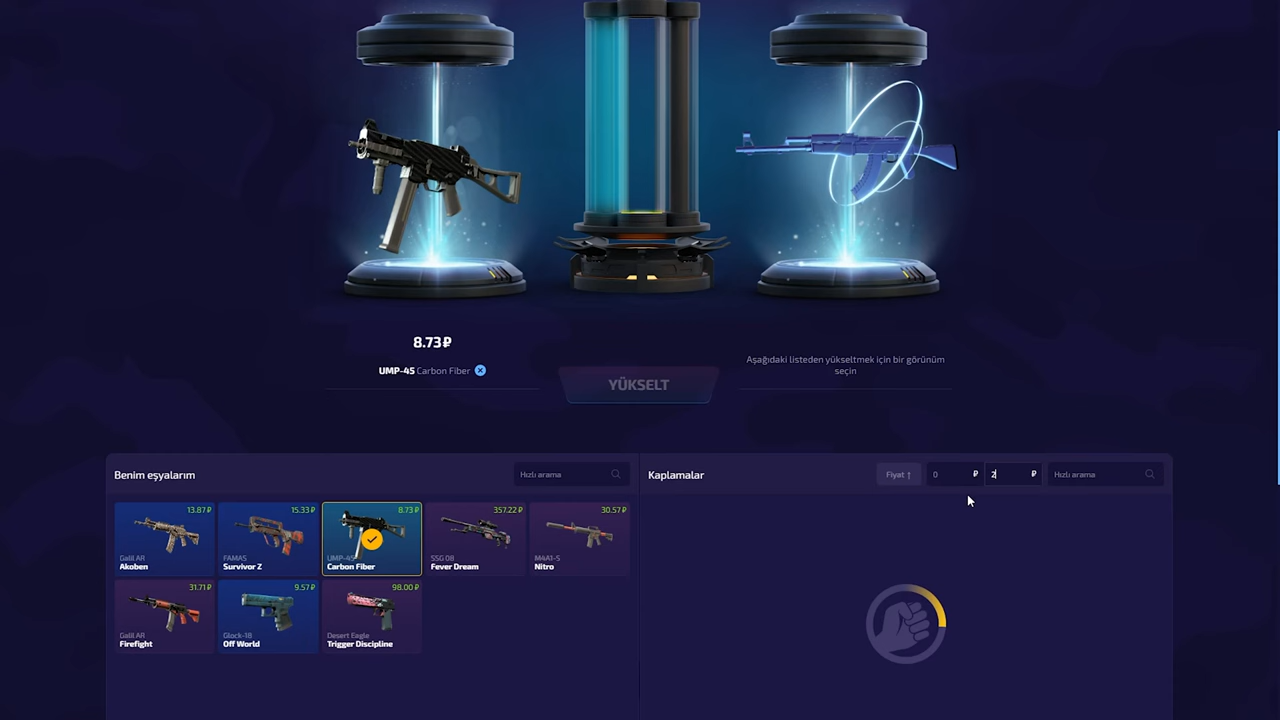 8.73₽
UMP-45 Carbon Fiber
YÜKSELT
Aşağıdaki listeden yükseltmek için bir görünüm
seçin
Benim eşyalarım
Hızlı arama
Kaplamalar
Fiyat ↑
0 ₽
2 ₽
Hızlı arama
13.87₽
Galil AR
Akoben
15.33₽
FAMAS
Survivor Z
8.73₽
UMP-45
Carbon Fiber
357.22₽
SSG 08
Fever Dream
30.57₽
M4A1-S
Nitro
31.71₽
Galil AR
Firefight
9.57₽
Glock-18
Off World
98.00₽
Desert Eagle
Trigger Discipline